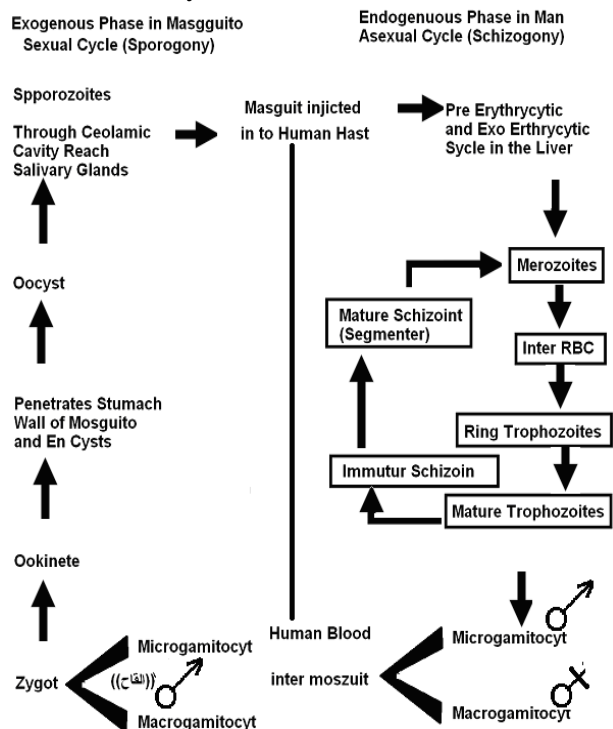 Exogenous Phase in Masgguito
Sexual Cycle (Sporogony)
Endogenuous Phase in Man
Asexual Cycle (Schizogony)
Spporozoites
Through Ceolamic
Cavity Reach
Salivary Glands
Masguit injicted
in to Human Hast
Pre Erythrycytic
and Exo Erthrycytic
Sycle in the Liver
Oocyst
Merozoites
Mature Schizoint
(Segmenter)
Inter RBC
Penetrates Stumach
Wall of Mosguito
and En Cysts
Ring Trophozoites
Immutur Schizoin
Mature Trophozoites
Ookinete
Human Blood
Microgamitocyt
Microgamitocyt
Zygot
inter moszuit
Macrogamitocyt
Macrogamitocyt